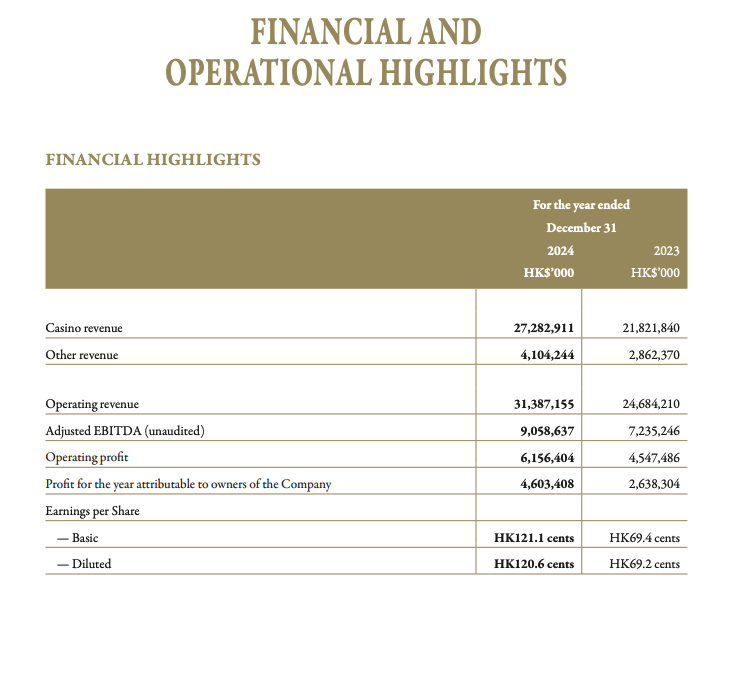 FINANCIAL AND
OPERATIONAL HIGHLIGHTS
FINANCIAL HIGHLIGHTS
For the year ended
December 31
2024 2023
HK$'000 HK$'000
Casino revenue 27,282,911 21,821,840
Other revenue 4,104,244 2,862,370
Operating revenue 31,387,155 24,684,210
Adjusted EBITDA (unaudited) 9,058,637 7,235,246
Operating profit 6,156,404 4,547,486
Profit for the year attributable to owners of the Company 4,603,408 2,638,304
Earnings per Share
— Basic HK121.1 cents HK69.4 cents
— Diluted HK120.6 cents HK69.2 cents